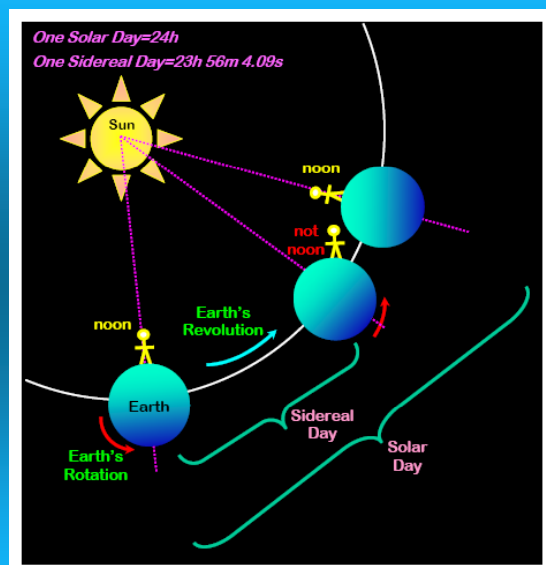 One Solar Day=24h
One Sidereal Day=23h 56m 4.09s
Sun
noon
not
noon
Earth's
Revolution
noon
Earth
Sidereal
Day
Earth's
Rotation
Solar
Day